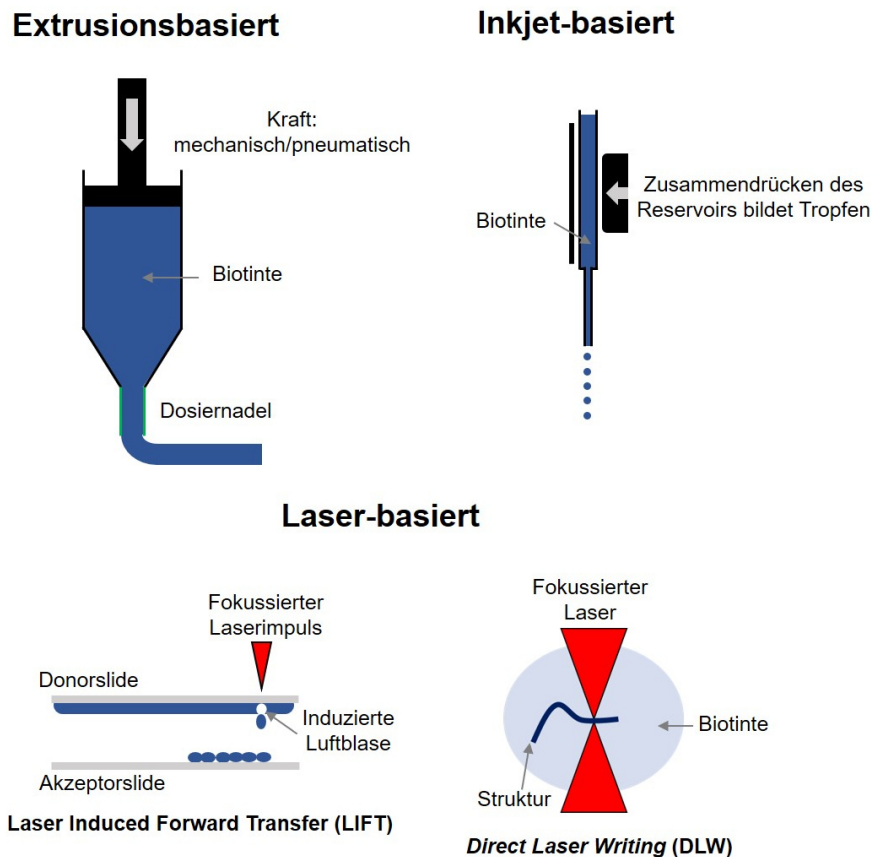 Extrusionsbasiert
Kraft:
mechanisch/pneumatisch
Biotinte
Dosiernadel
Inkjet-basiert
Zusammendrücken des
Reservoirs bildet Tropfen
Biotinte
Laser-basiert
Fokussierter
Laserimpuls
Donorslide
Induzierte
Luftblase
Akzeptorslide
Laser Induced Forward Transfer (LIFT)
Fokussierter
Laser
Biotinte
Struktur
Direct Laser Writing (DLW)